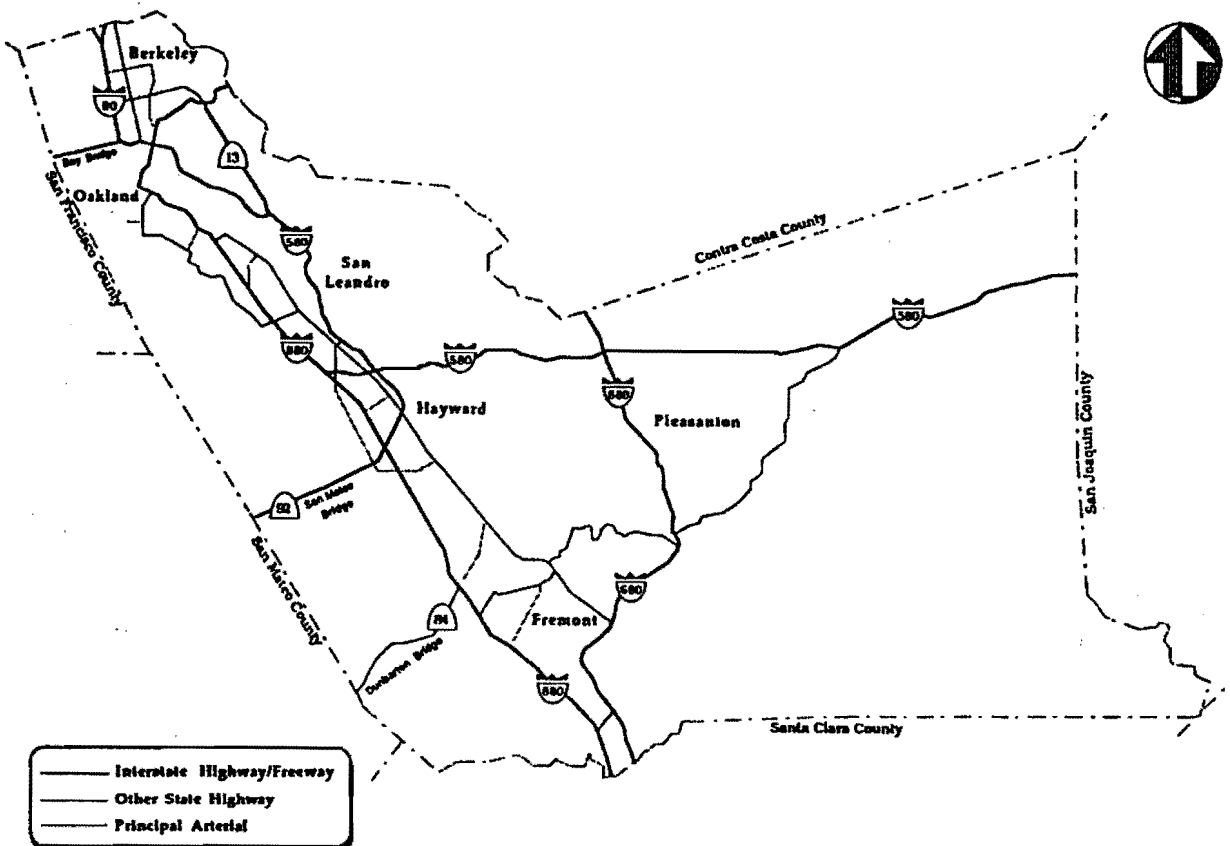 Berkeley
80
13
Bay Bridge
Oakland
San Francisco County
580
San
Leandro
Contra Costa County
580
880
580
680
Hayward
Pleasanton
San Joaquin County
92
San Mateo
Bridge
San Mateo County
680
84
Fremont
Dumbarton Bridge
880
Santa Clara County
Interstate Highway/Freeway
Other State Highway
Principal Arterial